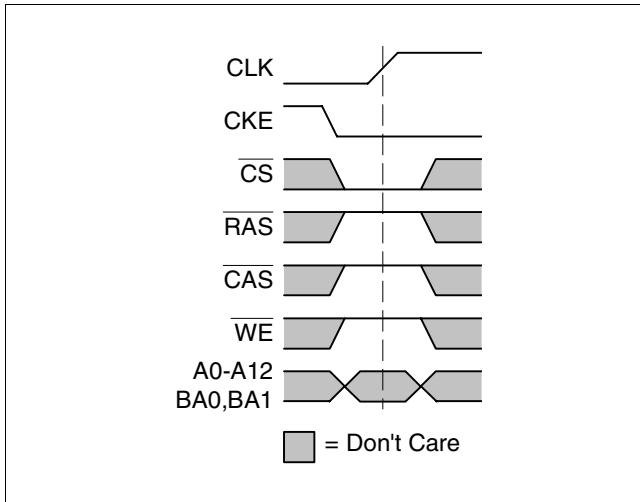 CLK
CKE
CS
RAS
CAS
WE
A0-A12
BA0,BA1
= Don't Care